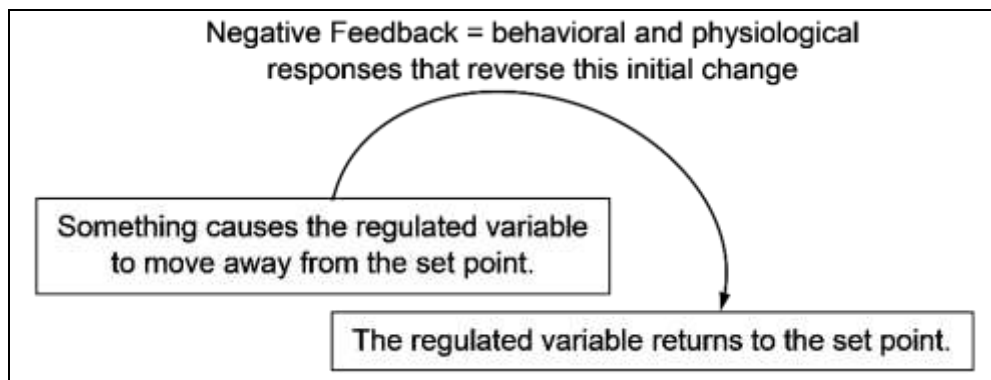 Negative Feedback = behavioral and physiological
responses that reverse this initial change
Something causes the regulated variable
to move away from the set point.
The regulated variable returns to the set point.